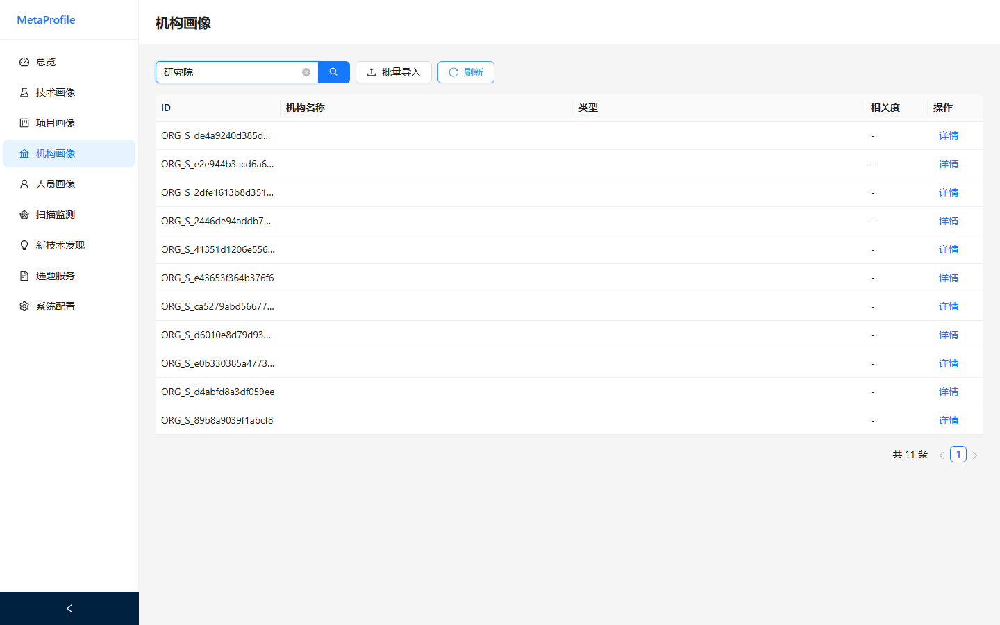 MetaProfile
机构画像
总览
技术画像
项目画像
机构画像
人员画像
扫描监测
新技术发现
选题服务
系统配置
研究院 批量导入 刷新
ID 机构名称 类型 相关度 操作
ORG_S_de4a9240d385d... - 详情
ORG_S_e2e944b3acd6a6... - 详情
ORG_S_2dfe1613b8d351... - 详情
ORG_S_2446de94addb7... - 详情
ORG_S_41351d1206e556... - 详情
ORG_S_e43653f364b376f6 - 详情
ORG_S_ca5279abd56677... - 详情
ORG_S_d6010e8d79d93... - 详情
ORG_S_e0b330385a4773... - 详情
ORG_S_d4abfd8a3df059ee - 详情
ORG_S_89b8a9039f1abcf8 - 详情
共 11 条 1